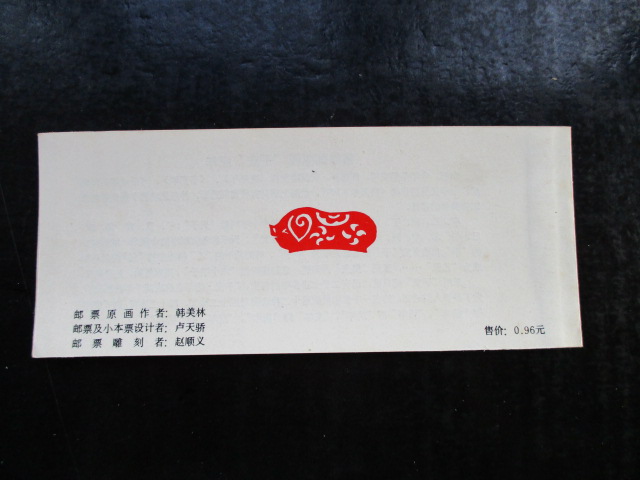 邮票原画作者：韩美林
邮票及小本票设计者：卢天骄
邮票雕刻者：赵顺义
售价：0.96元